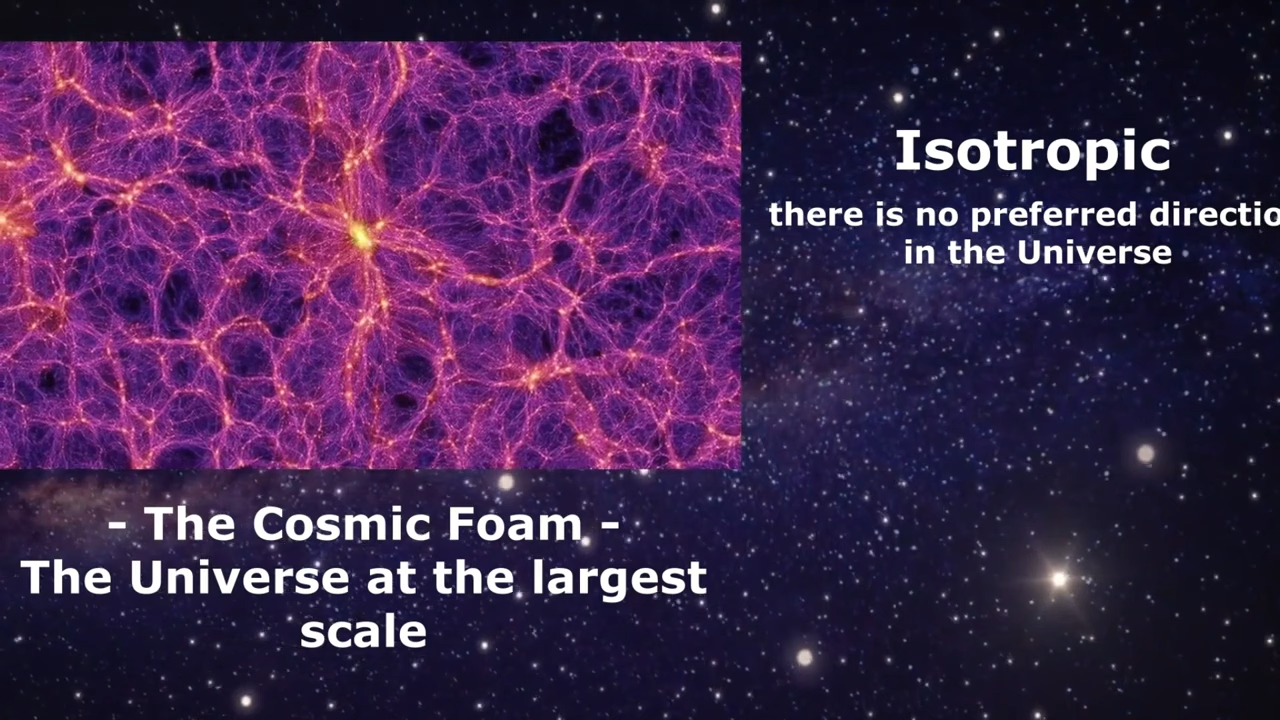 Isotropic
there is no preferred directio
in the Universe
- The Cosmic Foam -
The Universe at the largest
scale